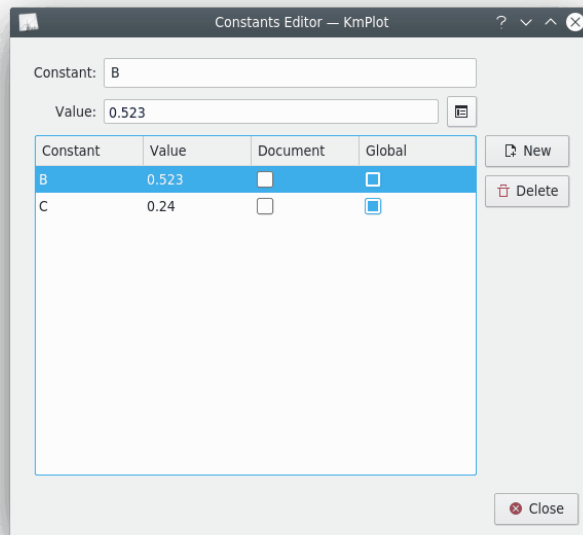 Constants Editor — KmPlot ?
Constant: B
Value: 0.523
Constant Value Document Global
B 0.523
C 0.24
New
Delete
Close